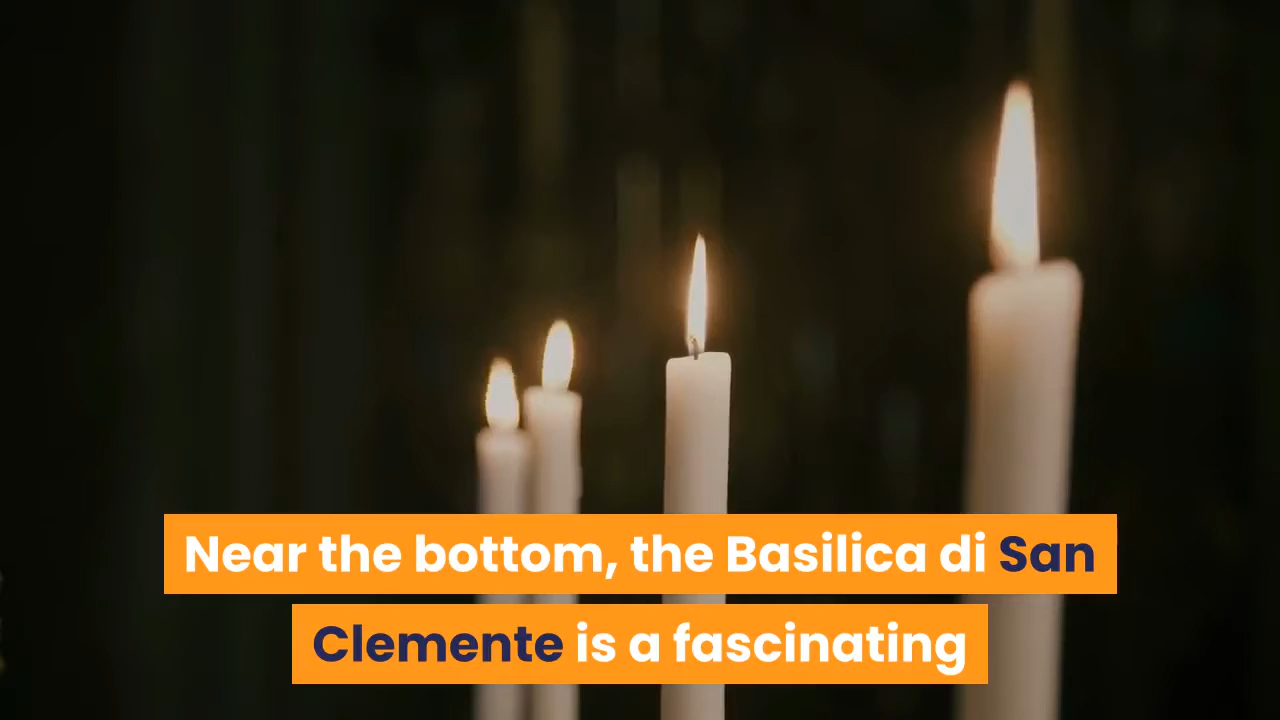 Near the bottom, the Basilica di San
Clemente is a fascinating